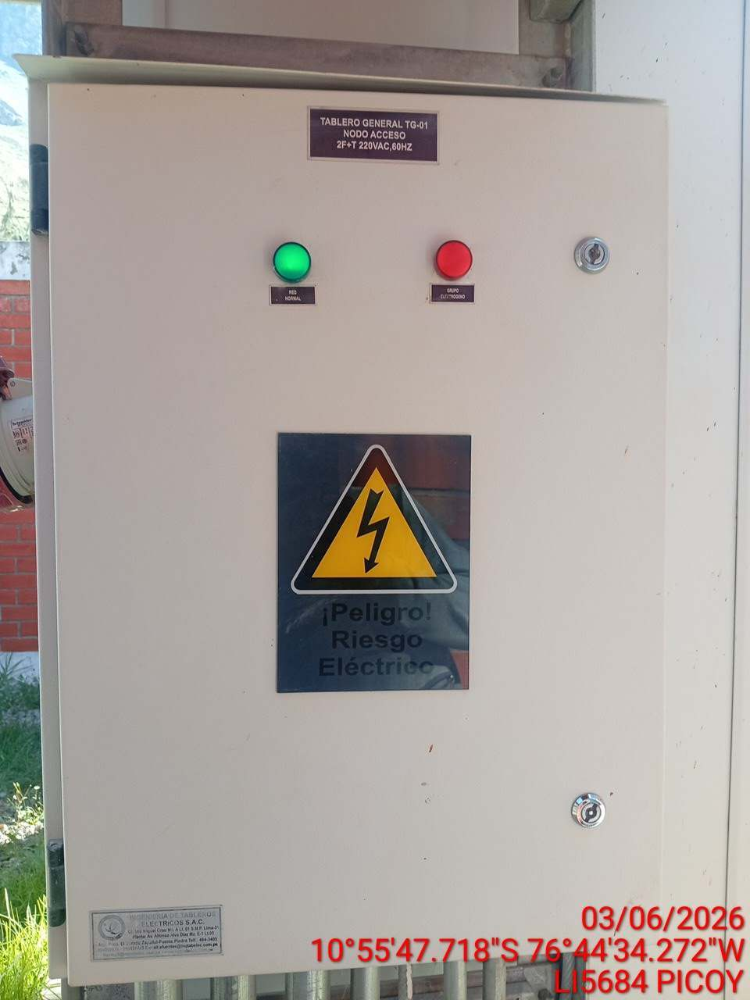 TABLERO GENERAL TG-01
NODO ACCESO
2F+T 220VAC,60HZ
RED
NORMAL
GRUPO
ELECTROGENO
Schneider
¡Peligro!
Riesgo
Eléctrico
INGENIERIA DE TABLEROS
ELECTRICOS S.A.C.
03/06/2026
10°55'47.718"S 76°44'34.272"W
LI5684 PICOY